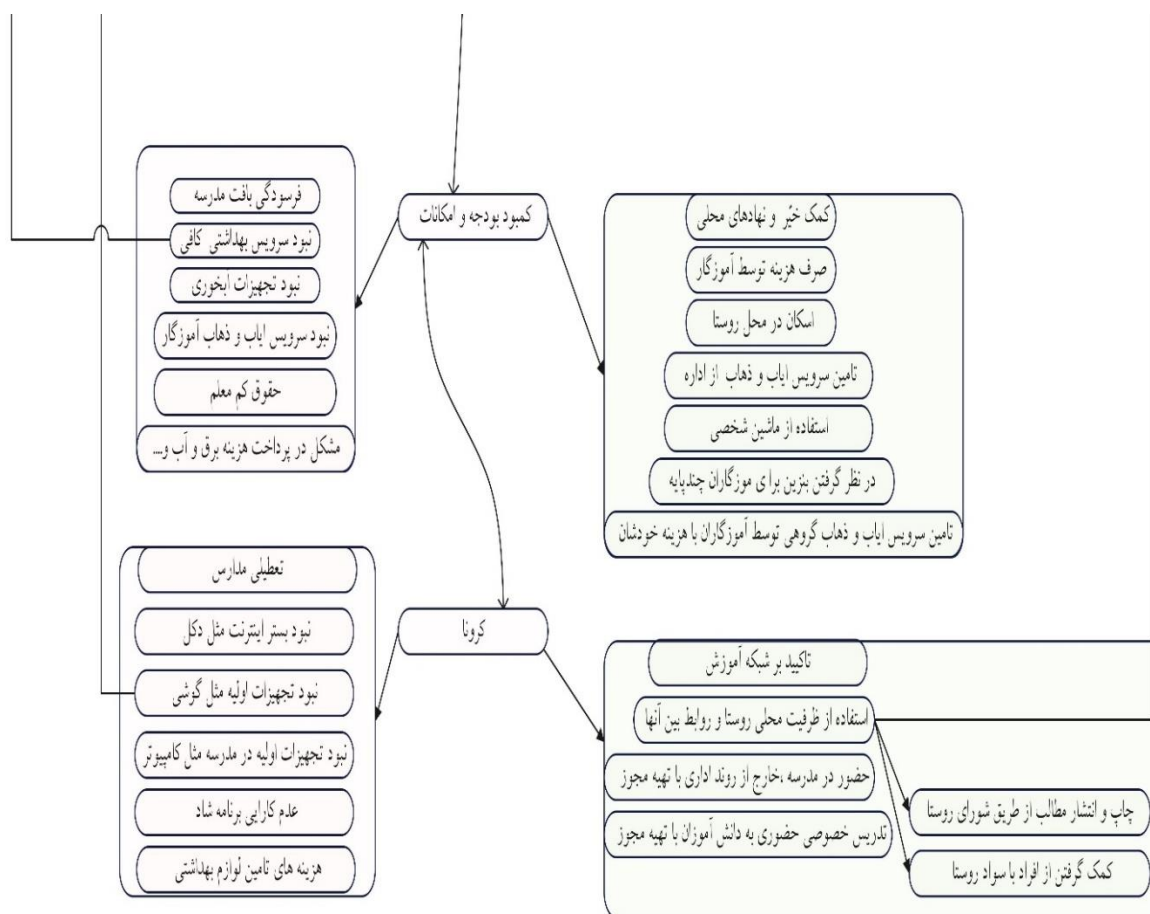 فرسودگی بافت مدرسه
نبود سرویس بهداشتی کافی
نبود تجهیزات آبخوری
نبود سرویس ایاب و ذهاب آموزگار
حقوق کم معلم
مشکل در پرداخت هزینه برق و آب و....
کمبود بودجه و امکانات
کمک خیّر و نهادهای محلی
صرف هزینه توسط آموزگار
اسکان در محل روستا
تامین سرویس ایاب و ذهاب از اداره
استفاده از ماشین شخصی
در نظر گرفتن بنزین برا ی موزگاران چندپایه
تامین سرویس ایاب و ذهاب گروهی توسط آموزگاران با هزینه خودشان
تعطیلی مدارس
نبود بستر اینترنت مثل دکل
نبود تجهیزات اولیه مثل گوشی
نبود تجهیزات اولیه در مدرسه مثل کامپیوتر
عدم کارایی برنامه شاد
هزینه های تامین لوازم بهداشتی
کرونا
تاکیید بر شبکه آموزش
استفاده از ظرفیت محلی روستا و روابط بین آنها
حضور در مدرسه ،خارج از روند اداری با تهیه مجوز
تدریس خصوصی حضوری به دانش آموزان با تهیه مجوز
چاپ و انتشار مطالب از طریق شورای روستا
کمک گرفتن از افراد با سواد روستا